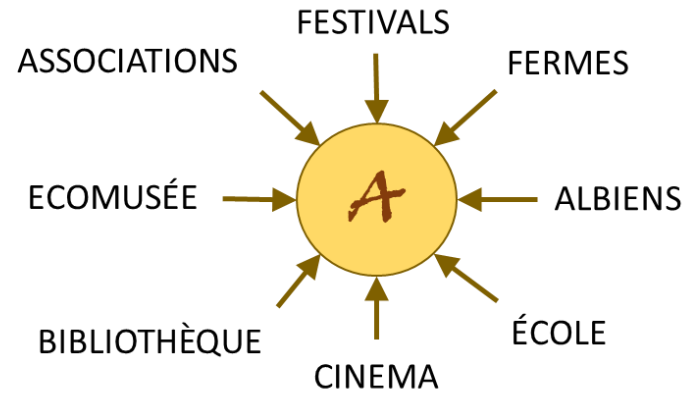 FESTIVALS
ASSOCIATIONS
FERMES
ECOMUSÉE
A
ALBIENS
BIBLIOTHÈQUE
ÉCOLE
CINEMA